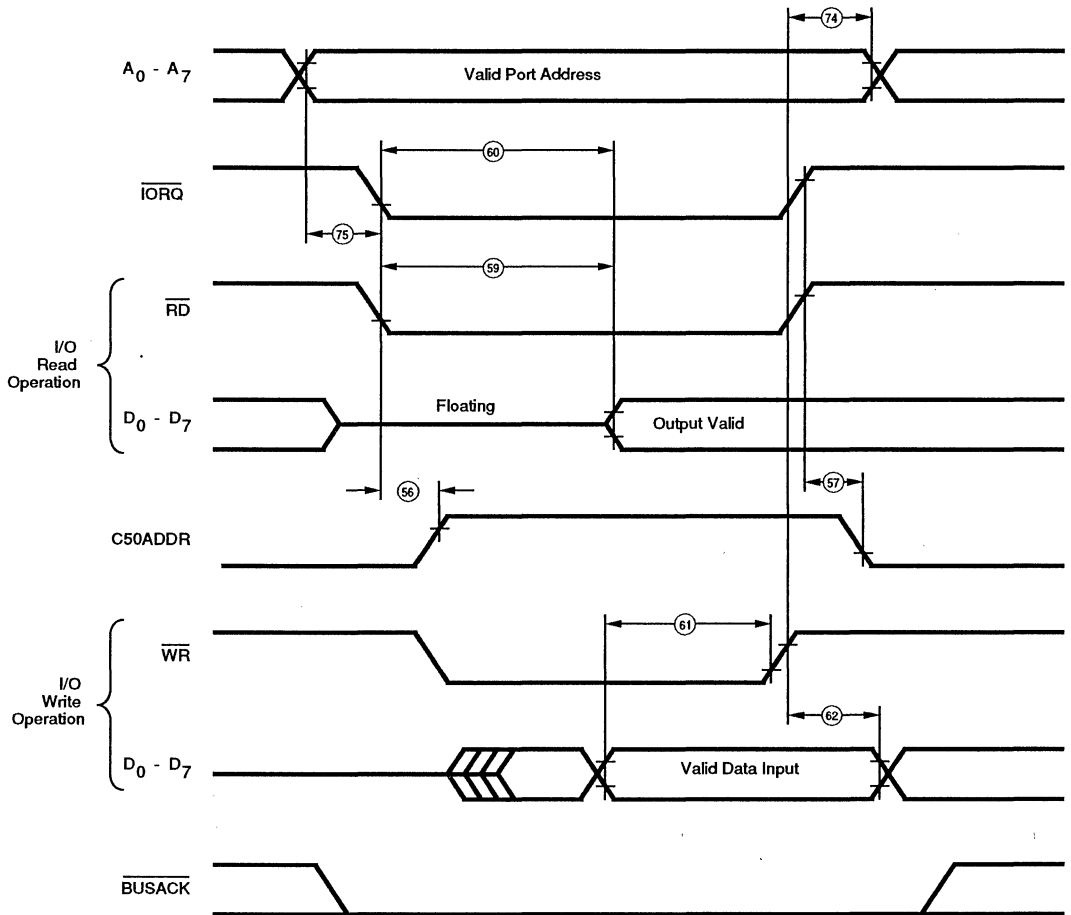 74
A0 - A7
Valid Port Address
60
IORQ
75
59
RD
I/O
Read
Operation
D0 - D7
Floating
Output Valid
56
57
C50ADDR
61
WR
I/O
Write
Operation
62
D0 - D7
Valid Data Input
BUSACK